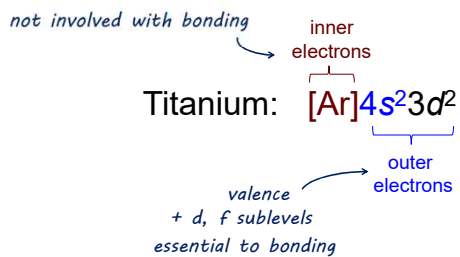 not involved with bonding
inner
electrons
Titanium: [Ar]4s²3d²
outer
electrons
valence
+ d, f sublevels
essential to bonding